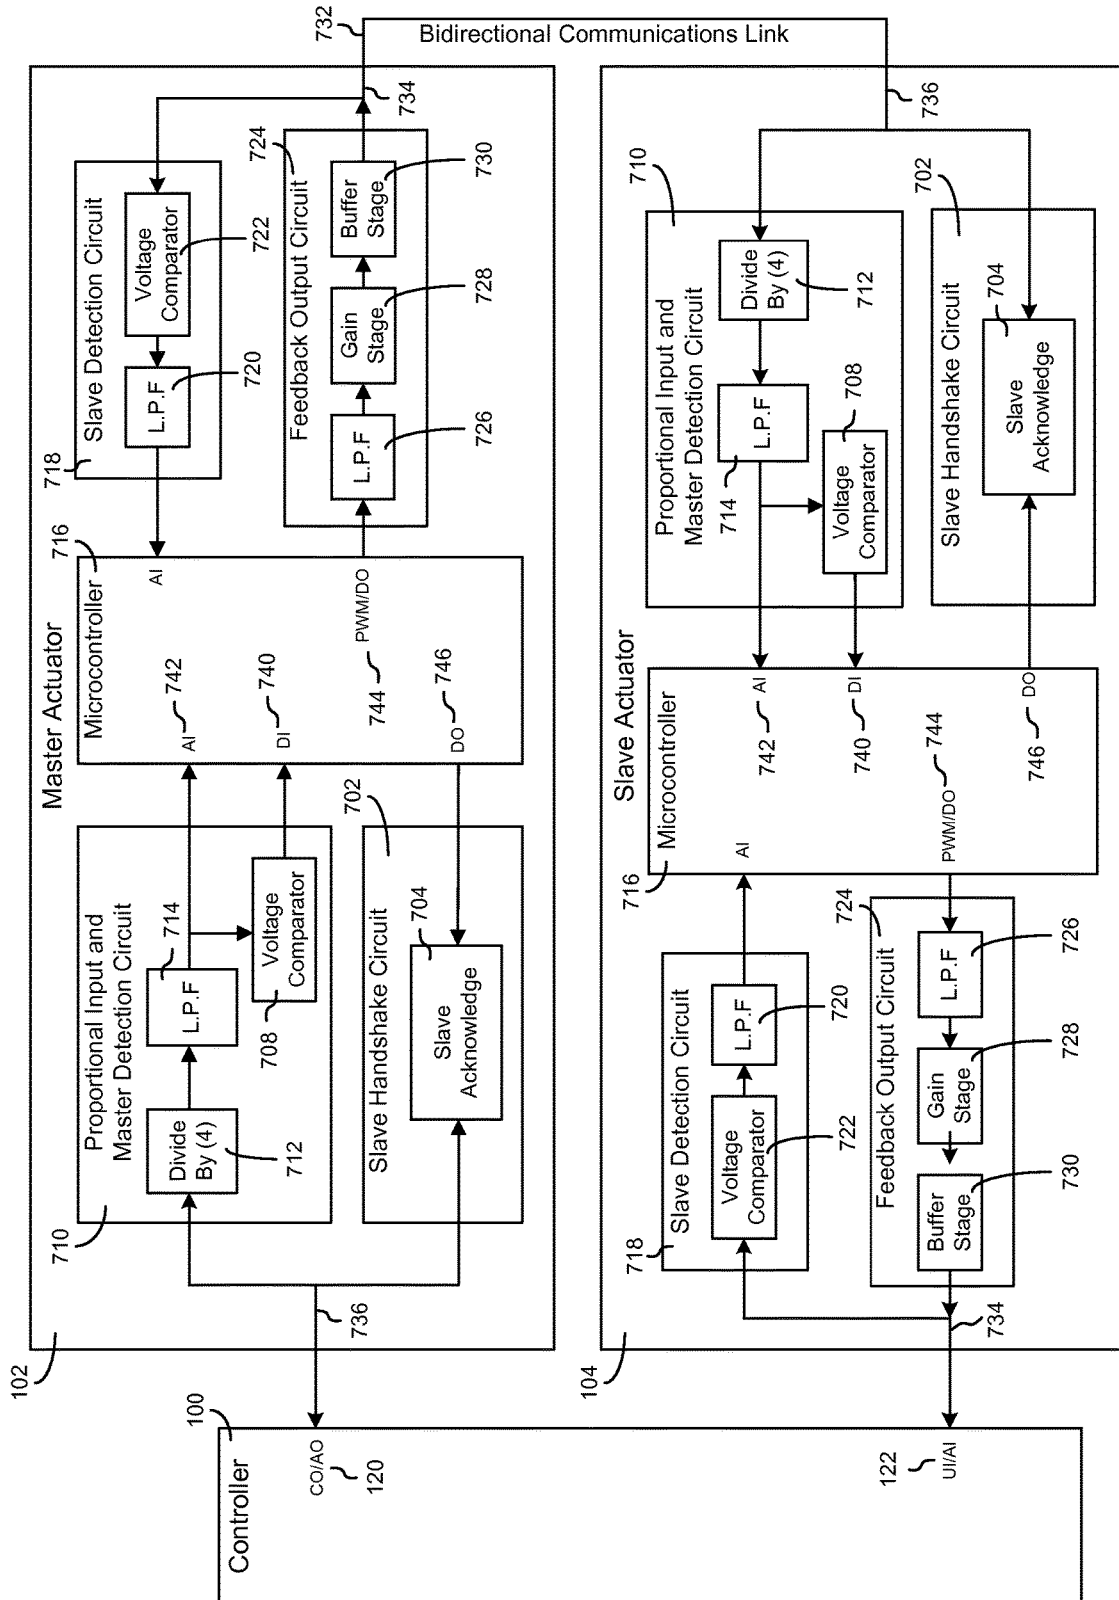 Controller
100
CO/AO
120
UI/AI
122
102
Master Actuator
736
710
Proportional Input and
Master Detection Circuit
Divide
By (4)
712
L.P.F
714
Voltage
Comparator
708
Slave Handshake Circuit
702
Slave
Acknowledge
704
Microcontroller
716
AI
742
DI
740
PWM/DO
744
DO
746
AI
718
Slave Detection Circuit
L.P.F
720
Voltage
Comparator
722
Feedback Output Circuit
724
L.P.F
726
Gain
Stage
728
Buffer
Stage
730
734
732
Bidirectional Communications Link
104
Slave Actuator
734
718
Slave Detection Circuit
Voltage
Comparator
722
L.P.F
720
Feedback Output Circuit
724
Buffer
Stage
730
Gain
Stage
728
L.P.F
726
716
Microcontroller
AI
PWM/DO
744
AI
742
DI
740
DO
746
Proportional Input and
Master Detection Circuit
710
L.P.F
714
Divide
By (4)
712
Voltage
Comparator
708
Slave Handshake Circuit
702
Slave
Acknowledge
704
736